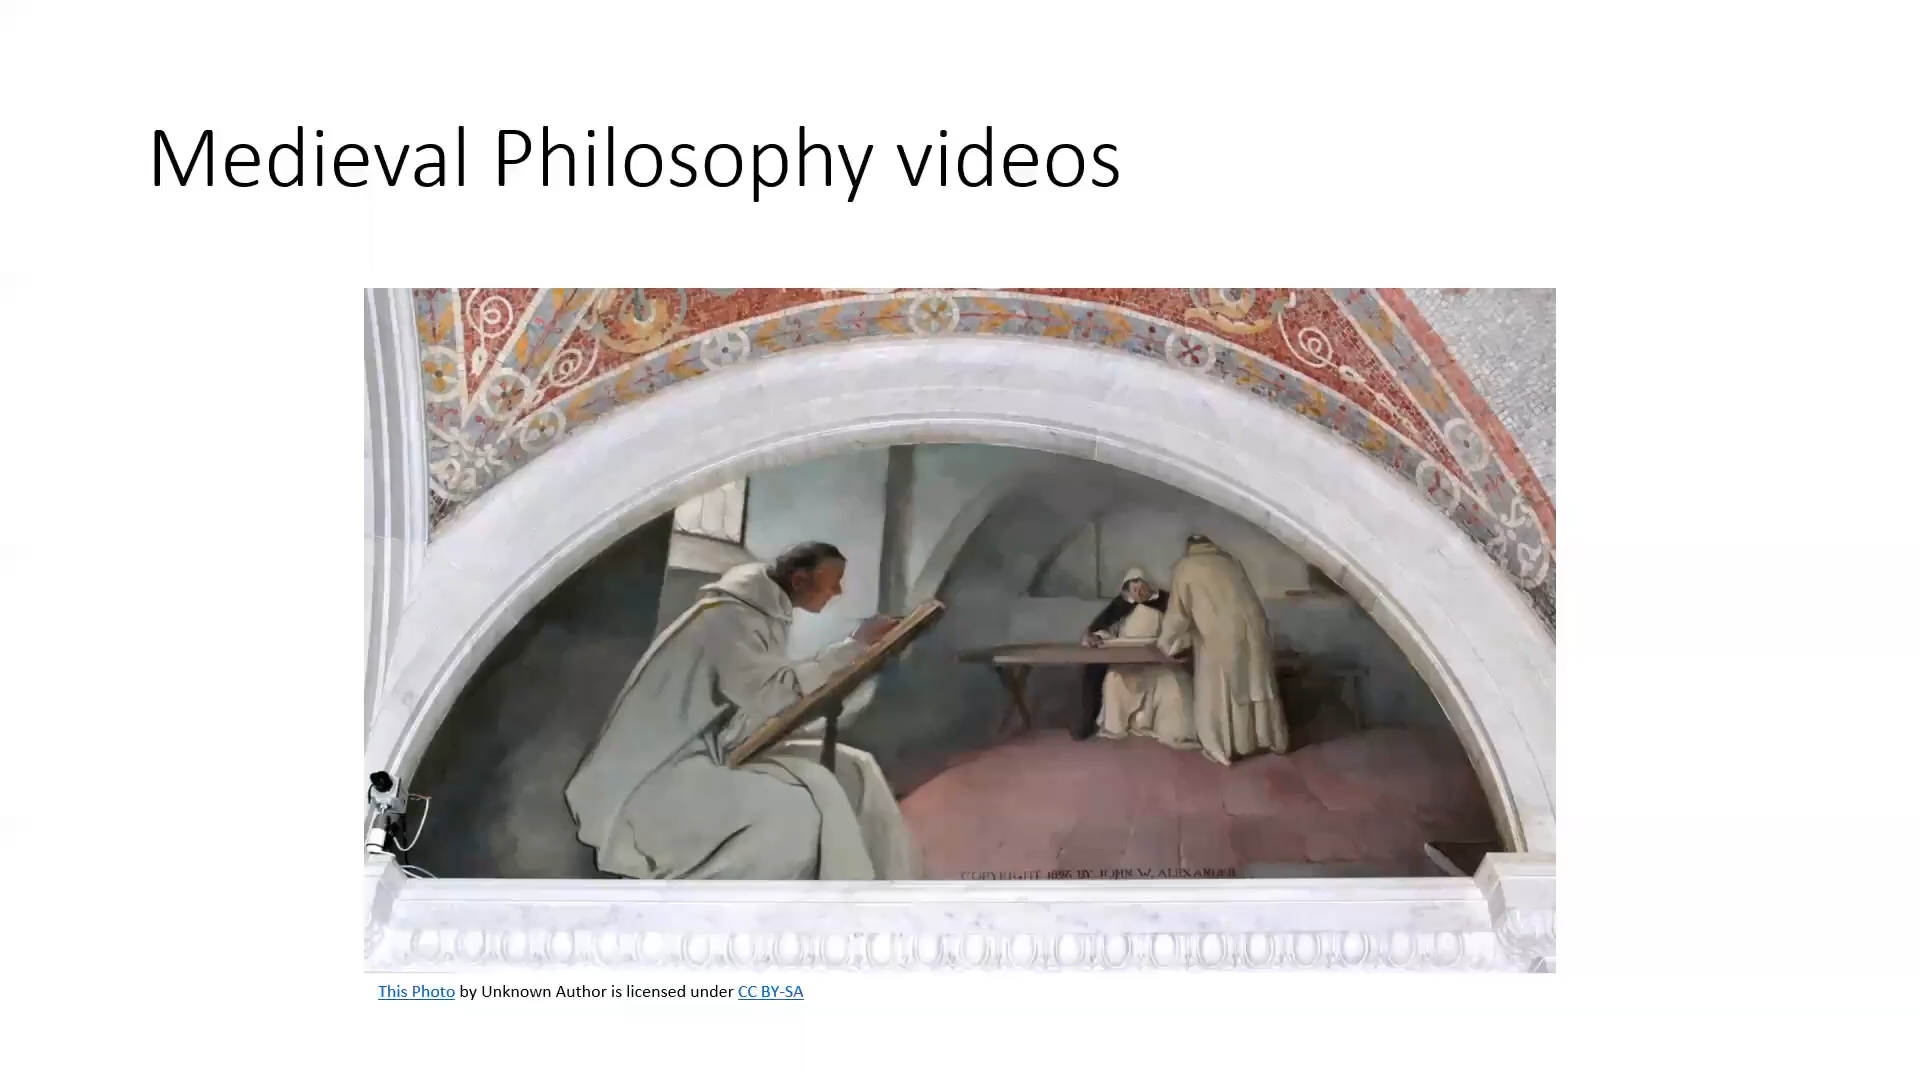 Medieval Philosophy videos
COPYRIGHT 1896 BY JOHN W. ALEXANDER
This Photo by Unknown Author is licensed under CC BY-SA